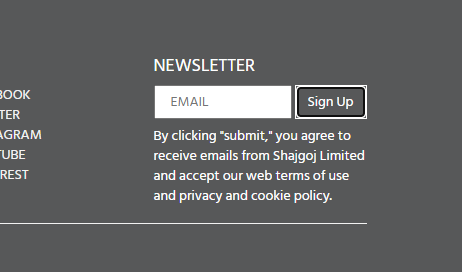 NEWSLETTER
EMAIL
Sign Up
By clicking "submit," you agree to
receive emails from Shajgoj Limited
and accept our web terms of use
and privacy and cookie policy.
BOOK
TER
AGRAM
TUBE
REST